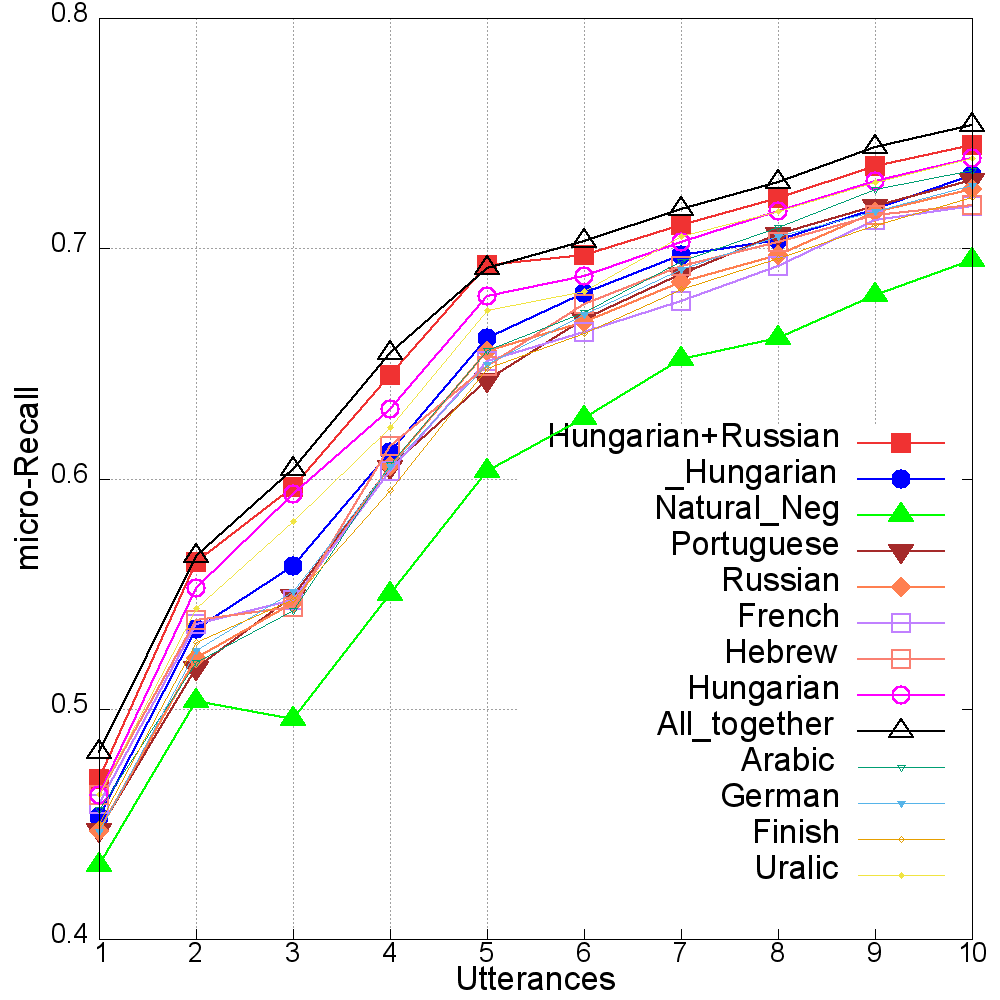 0.8
0.7
0.6
0.5
0.4
micro-Recall
Hungarian+Russian
_Hungarian
Natural_Neg
Portuguese
Russian
French
Hebrew
Hungarian
All_together
Arabic
German
Finish
Uralic
1 2 3 4 5 6 7 8 9 10
Utterances